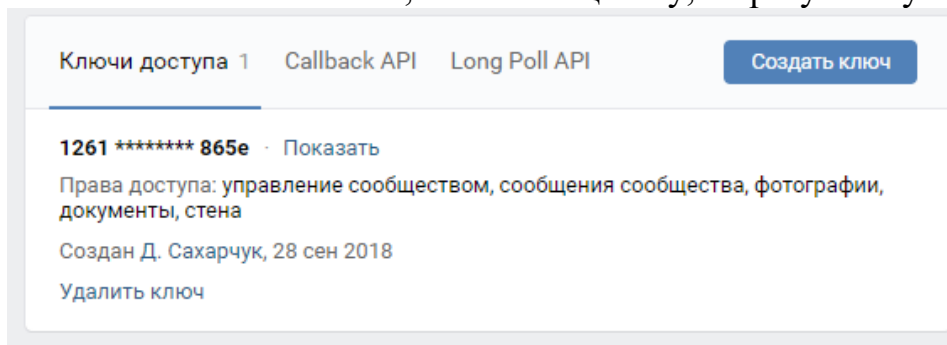 Ключи доступа 1 Callback API Long Poll API Создать ключ
1261 ******** 865e · Показать
Права доступа: управление сообществом, сообщения сообщества, фотографии,
документы, стена
Создан Д. Сахарчук, 28 сен 2018
Удалить ключ